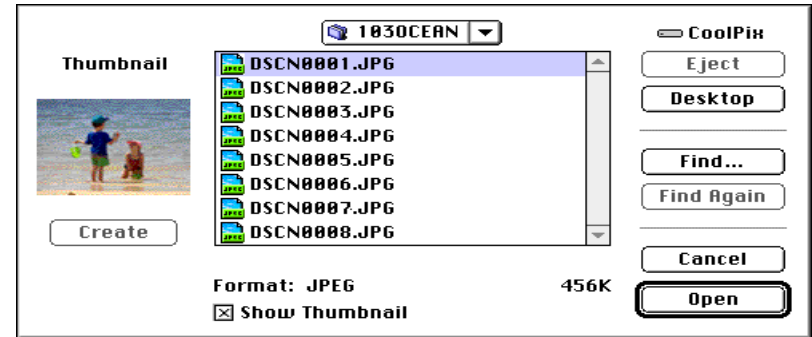 103OCEAN
CoolPix
Thumbnail
DSCN0001.JPG
DSCN0002.JPG
DSCN0003.JPG
DSCN0004.JPG
DSCN0005.JPG
DSCN0006.JPG
DSCN0007.JPG
DSCN0008.JPG
Create
Format: JPEG
456K
Show Thumbnail
Eject
Desktop
Find...
Find Again
Cancel
Open